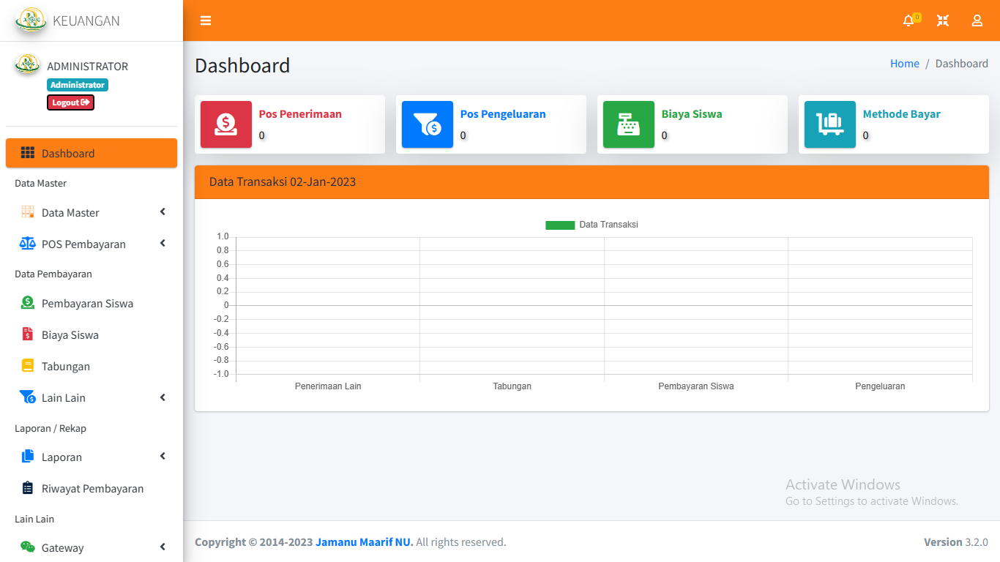 KEUANGAN
0
ADMINISTRATOR
Administrator
Logout
Dashboard
Data Master
Data Master
POS Pembayaran
Data Pembayaran
Pembayaran Siswa
Biaya Siswa
Tabungan
Lain Lain
Laporan / Rekap
Laporan
Riwayat Pembayaran
Lain Lain
Gateway
Dashboard
Home / Dashboard
Pos Penerimaan
0
Pos Pengeluaran
0
Biaya Siswa
0
Methode Bayar
0
Data Transaksi 02-Jan-2023
Data Transaksi
1.0
0.8
0.6
0.4
0.2
0
-0.2
-0.4
-0.6
-0.8
-1.0
Penerimaan Lain Tabungan Pembayaran Siswa Pengeluaran
Activate Windows
Go to Settings to activate Windows.
Copyright © 2014-2023 Jamanu Maarif NU. All rights reserved.
Version 3.2.0